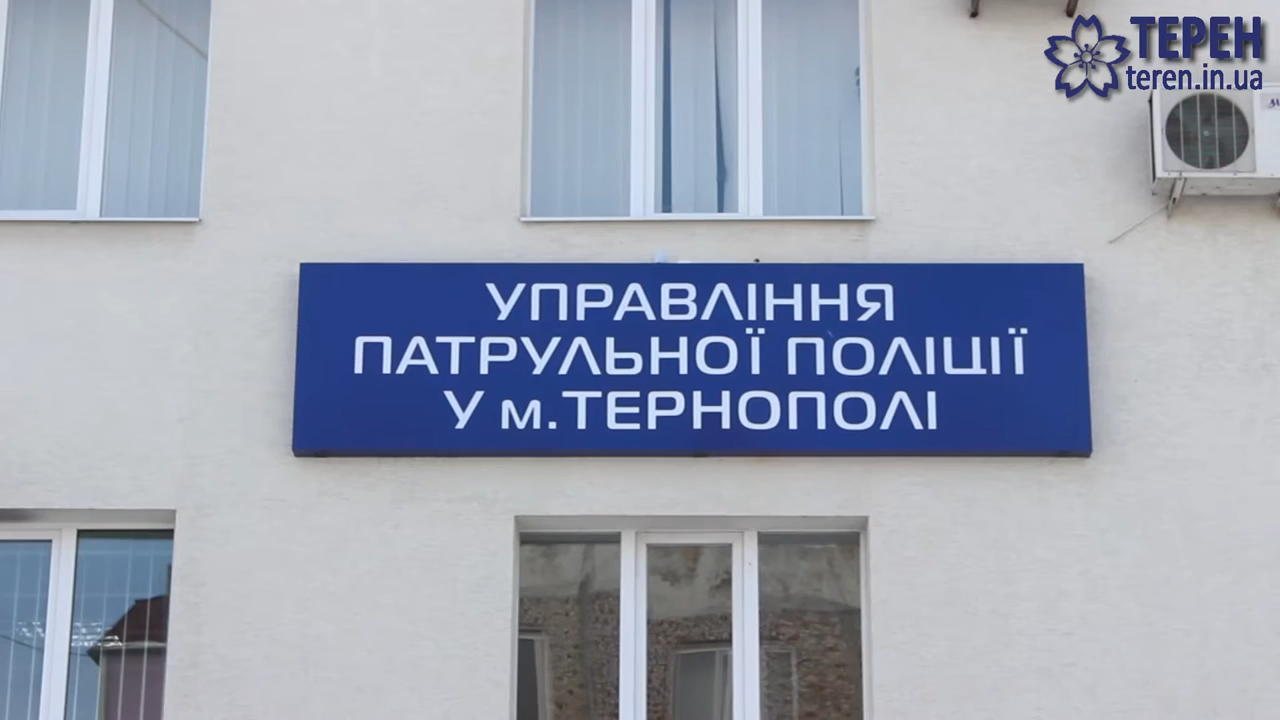 ТЕРЕН
teren.in.ua
УПРАВЛІННЯ
ПАТРУЛЬНОЇ ПОЛІЦІЇ
У м.ТЕРНОПОЛІ